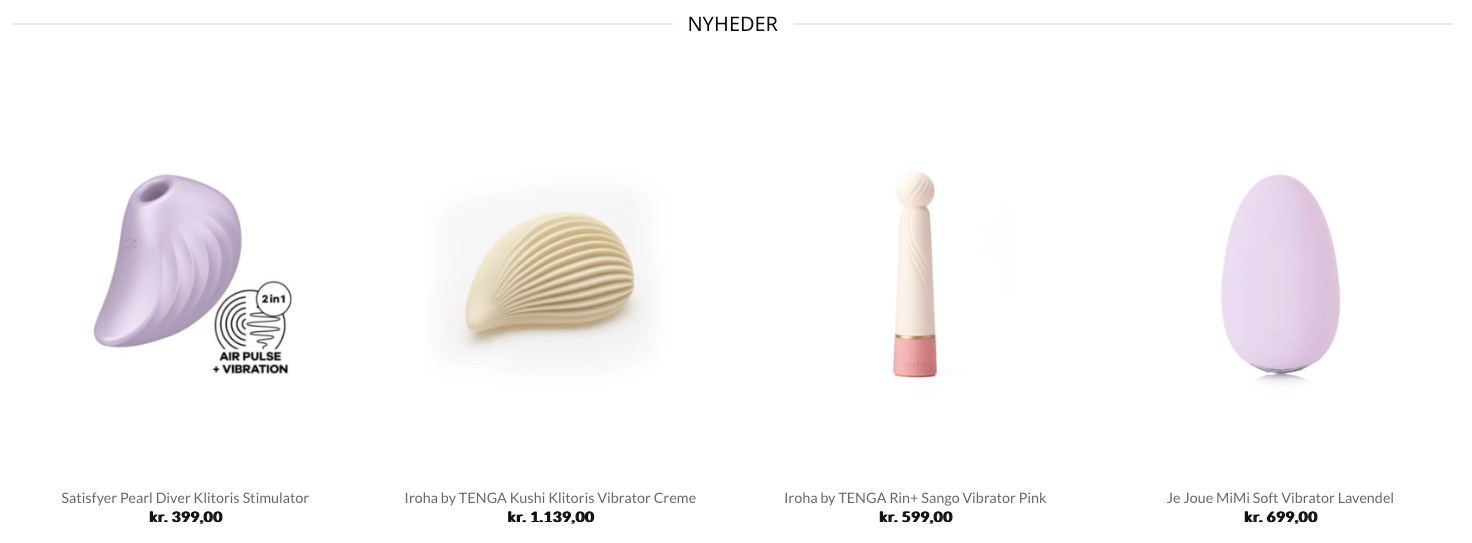 NYHEDER
2in1
AIR PULSE
+ VIBRATION
Satisfyer Pearl Diver Klitoris Stimulator
kr. 399,00
Iroha by TENGA Kushi Klitoris Vibrator Creme
kr. 1.139,00
Iroha by TENGA Rin+ Sango Vibrator Pink
kr. 599,00
Je Joue MiMi Soft Vibrator Lavendel
kr. 699,00